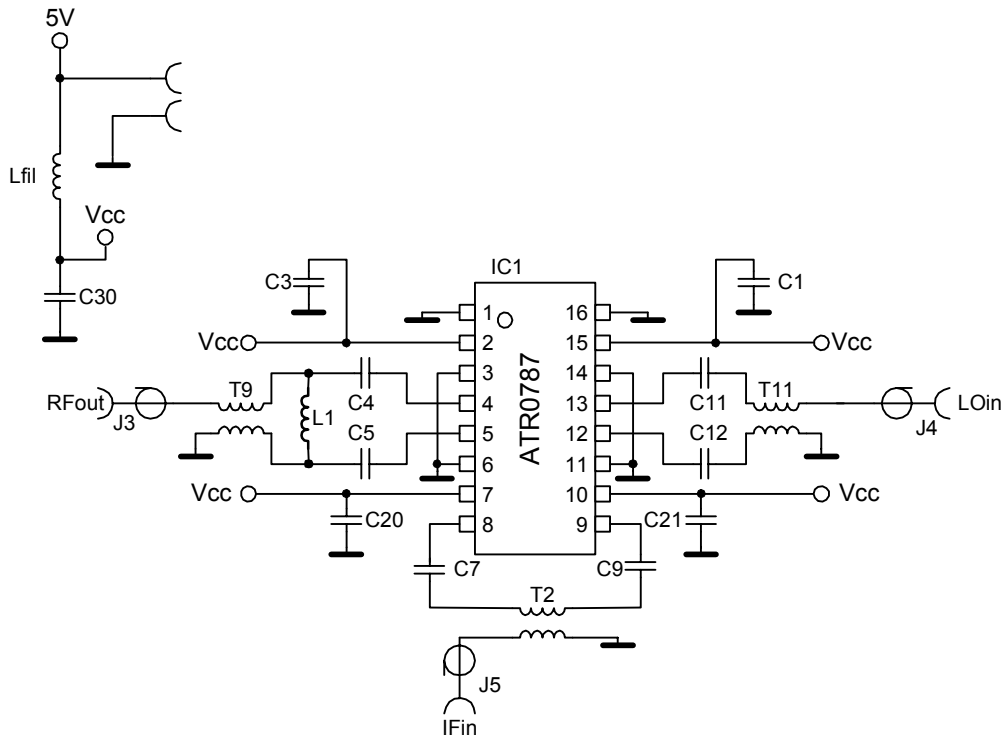 5V
Lfil
Vcc
C30
C3
IC1
C1
1
16
Vcc
2
15
Vcc
3
14
T9
C4
4
13
C11
T11
RFout
J3
L1
ATR0787
J4
LOin
C5
5
12
C12
6
11
Vcc
7
10
Vcc
C20
8
9
C21
C7
C9
T2
J5
IFin